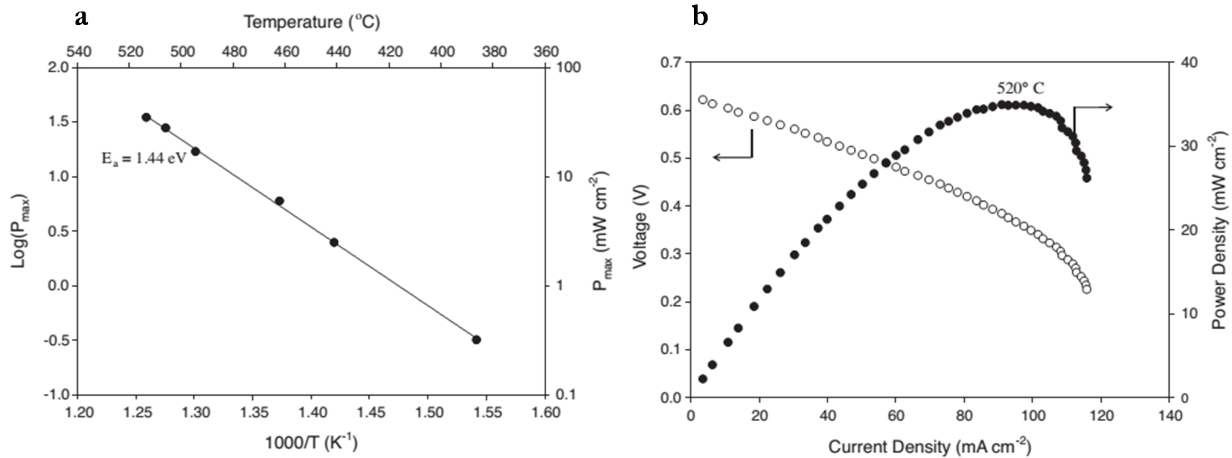 a
Temperature (°C)
540 520 500 480 460 440 420 400 380 360
2.0
1.5
1.0
0.5
0.0
-0.5
-1.0
Log(Pmax)
Ea = 1.44 eV
100
10
1
0.1
Pmax (mW cm-2)
1.20 1.25 1.30 1.35 1.40 1.45 1.50 1.55 1.60
1000/T (K-1)
b
0.7
0.6
0.5
0.4
0.3
0.2
0.1
0.0
Voltage (V)
520° C
40
30
20
10
0
Power Density (mW cm-2)
0 20 40 60 80 100 120 140
Current Density (mA cm-2)